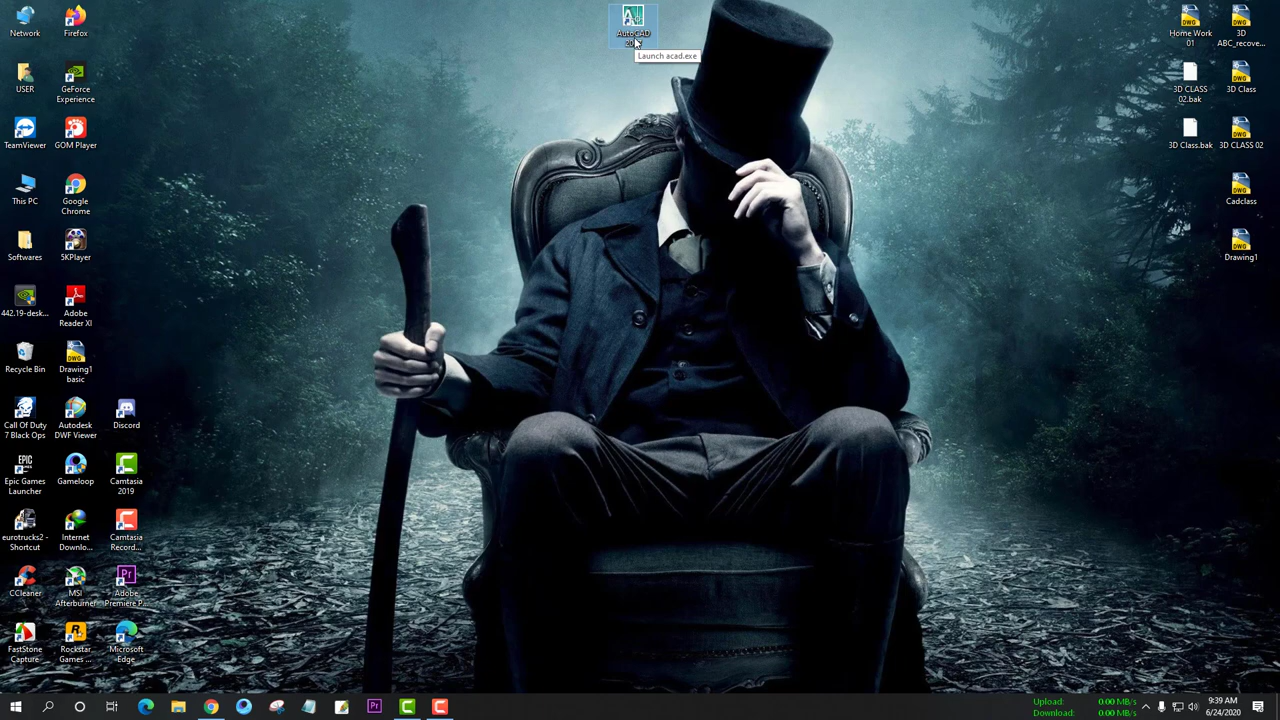 Network
Firefox
AutoCAD
Launch acad.exe
Home Work
01
3D
ABC_recove...
USER
GeForce
Experience
3D CLASS
02.bak
3D Class
TeamViewer
GOM Player
3D Class.bak
3D CLASS 02
This PC
Google
Chrome
Cadclass
Softwares
5KPlayer
Drawing1
442.19-desk...
Adobe
Reader XI
Recycle Bin
Drawing1
basic
Call Of Duty
7 Black Ops
Autodesk
DWF Viewer
Discord
EPIC
GAMES
Epic Games
Launcher
Gameloop
Camtasia
2019
eurotrucks2 -
Shortcut
Internet
Downlo...
Camtasia
Record...
CCleaner
MSI
Afterburner
Adobe
Premiere P...
FastStone
Capture
Rockstar
Games ...
Microsoft
Edge
Upload: 0.00 MB/s
Download: 0.00 MB/s
9:39 AM
6/24/2020